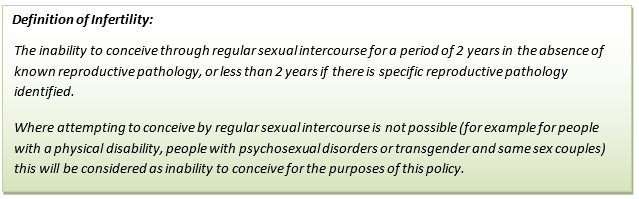 Definition of Infertility:
The inability to conceive through regular sexual intercourse for a period of 2 years in the absence of
known reproductive pathology, or less than 2 years if there is specific reproductive pathology
identified.
Where attempting to conceive by regular sexual intercourse is not possible (for example for people
with a physical disability, people with psychosexual disorders or transgender and same sex couples)
this will be considered as inability to conceive for the purposes of this policy.